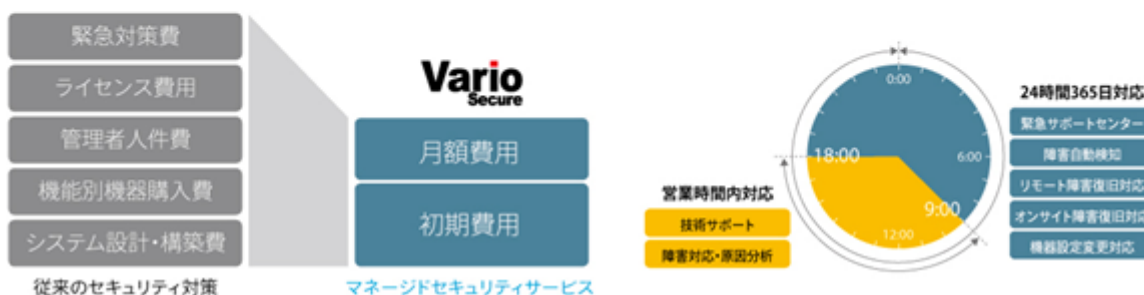 緊急対策費
ライセンス費用
管理者人件費
機能別機器購入費
システム設計・構築費
従来のセキュリティ対策
Vario
Secure
月額費用
初期費用
マネージドセキュリティサービス
営業時間内対応
技術サポート
障害対応・原因分析
0:00
6:00
9:00
12:00
18:00
24時間365日対応
緊急サポートセンター
障害自動検知
リモート障害復旧対応
オンサイト障害復旧対応
機器設定変更対応